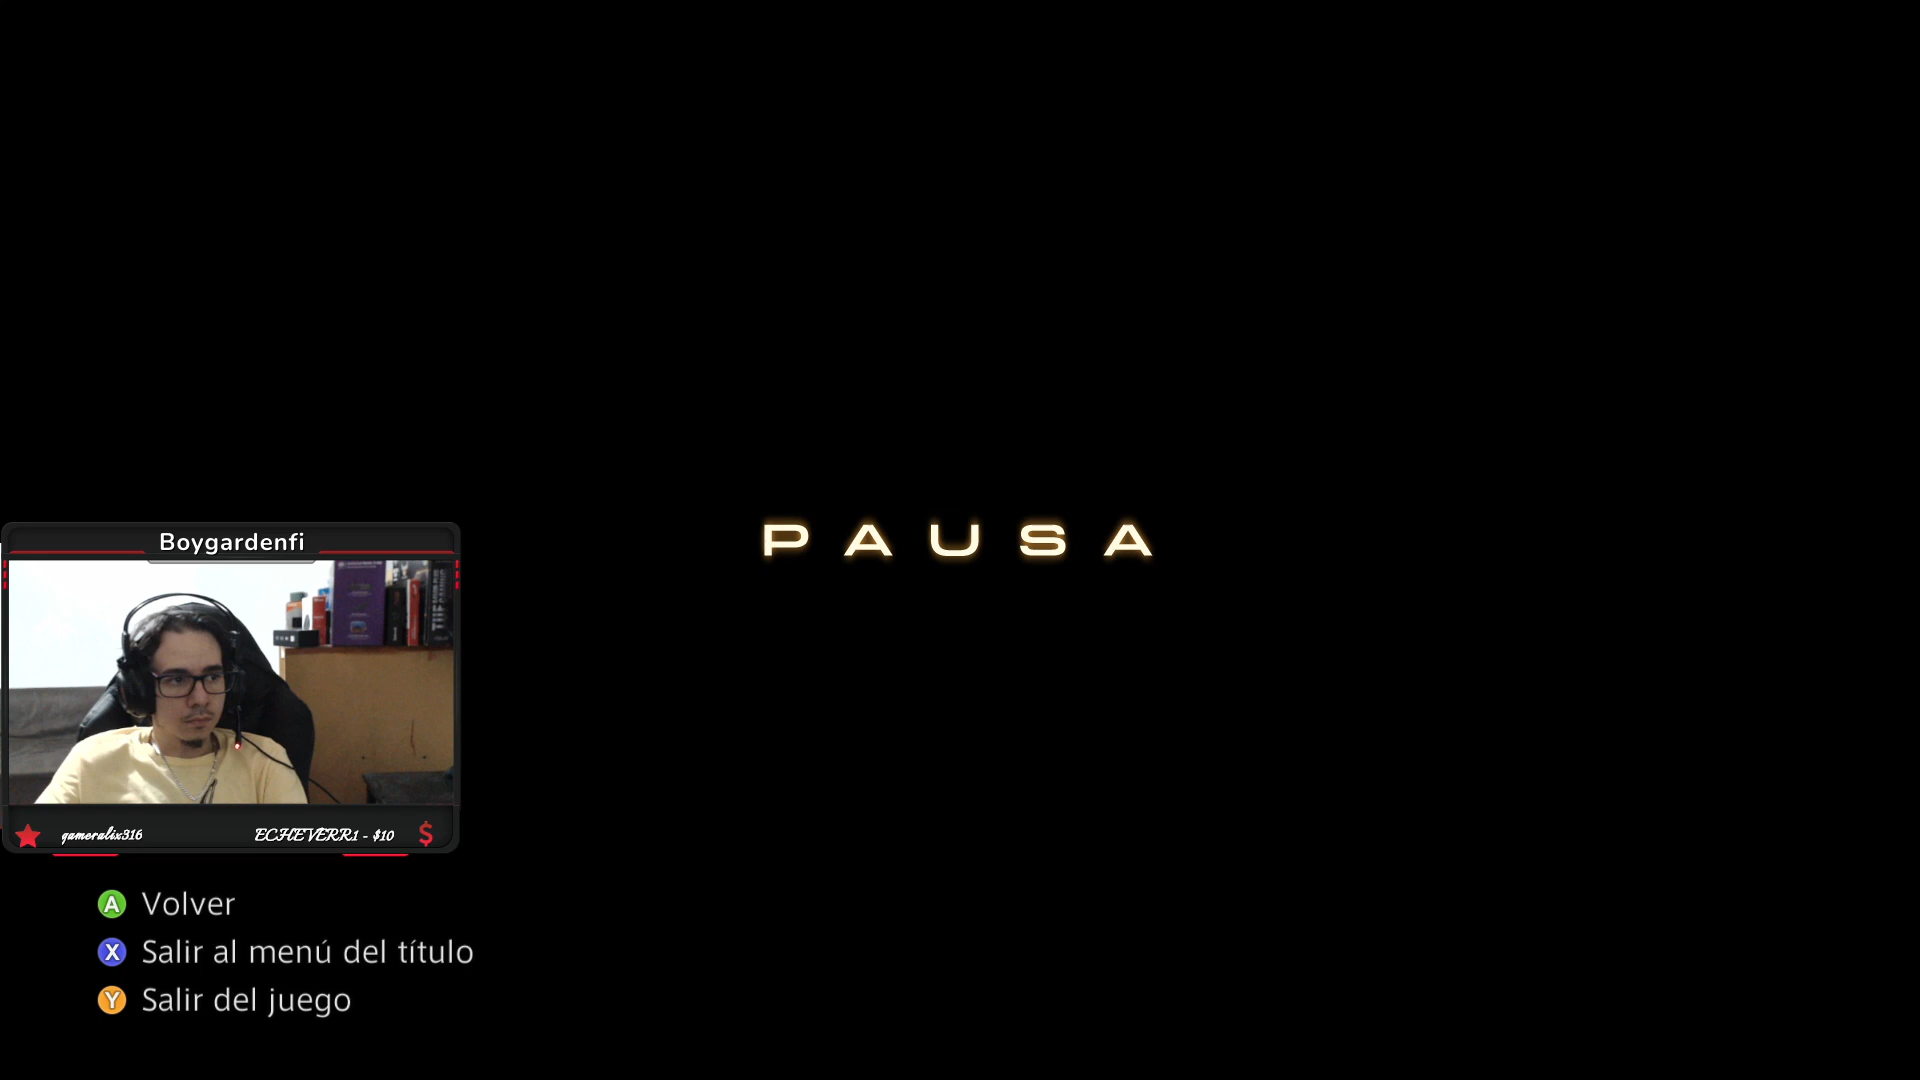 PAUSA
Boygardenfi
gameralix316
ECHEVERR1 - $10 $
A Volver
X Salir al menú del título
Y Salir del juego